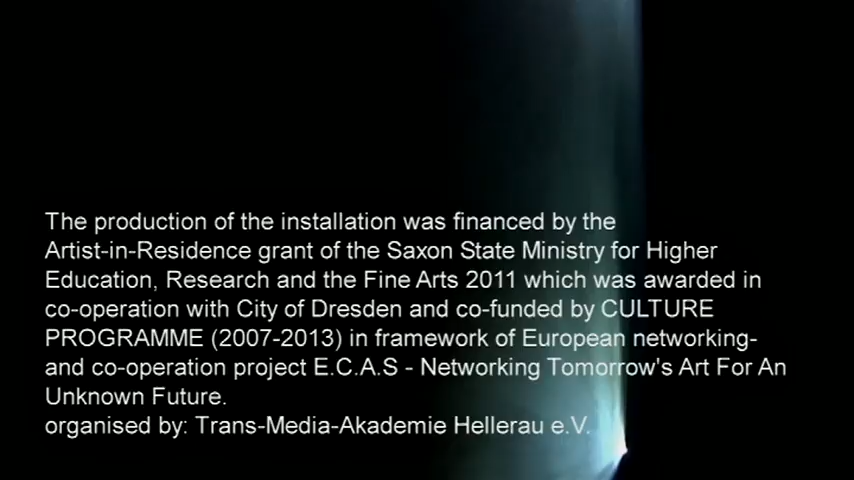 The production of the installation was financed by the
Artist-in-Residence grant of the Saxon State Ministry for Higher
Education, Research and the Fine Arts 2011 which was awarded in
co-operation with City of Dresden and co-funded by CULTURE
PROGRAMME (2007-2013) in framework of European networking-
and co-operation project E.C.A.S - Networking Tomorrow's Art For An
Unknown Future.
organised by: Trans-Media-Akademie Hellerau e.V.